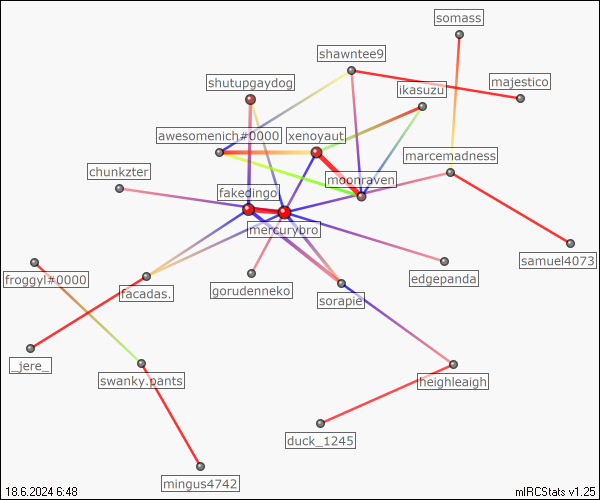 somass
shawntee9
shutupgaydog
ikasuzu
majestico
awesomenich#0000
xenoyaut
marcemadness
chunkzter
moonraven
fakedingo
mercurybro
samuel4073
froggyl#0000
facadas.
gorudenneko
sorapie
edgepanda
_jere_
swanky.pants
heighleaigh
duck_1245
mingus4742
18.6.2024 6:48
mIRCStats v1.25